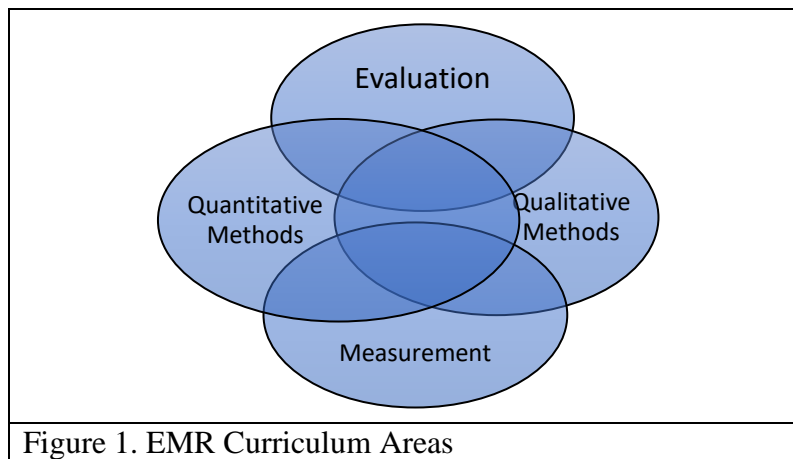 Evaluation
Quantitative
Methods
Qualitative
Methods
Measurement
Figure 1. EMR Curriculum Areas